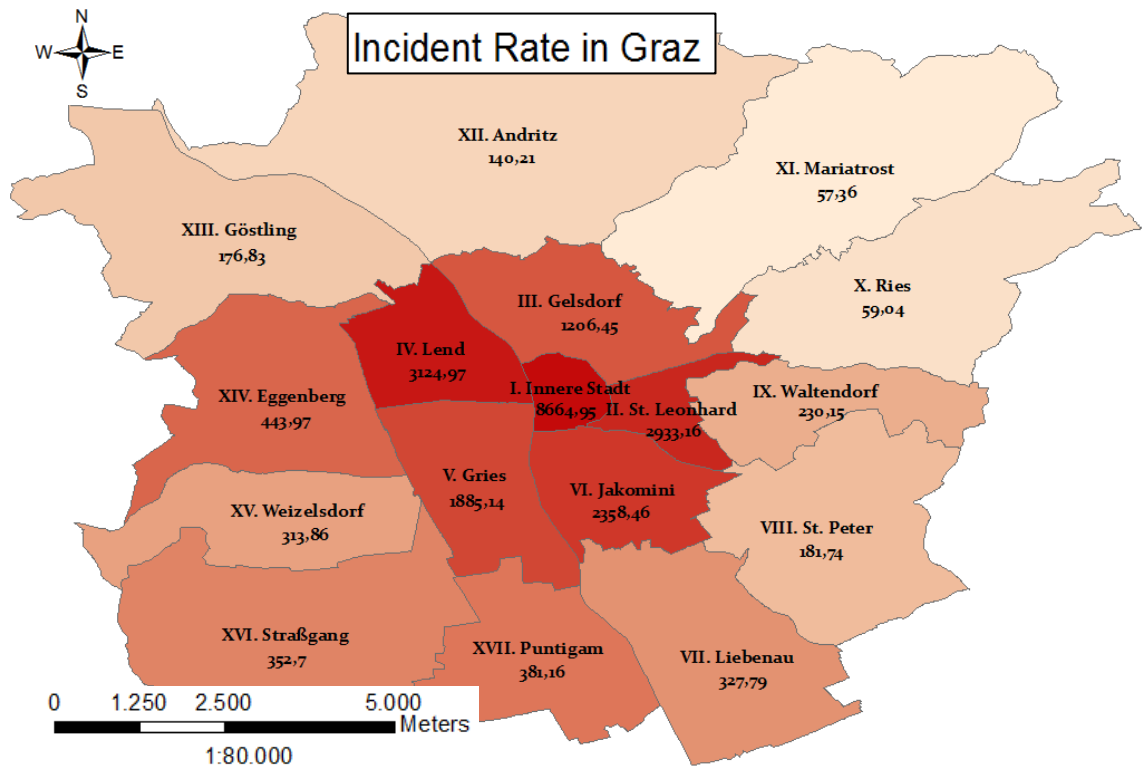 Incident Rate in Graz
N
W E
S
XII. Andritz
140,21
XI. Mariatrost
57,36
XIII. Göstling
176,83
X. Ries
59,04
III. Gelsdorf
1206,45
IV. Lend
3124,97
I. Innere Stadt
8664,95
II. St. Leonhard
2933,16
IX. Waltendorf
230,15
XIV. Eggenberg
443,97
V. Gries
1885,14
VI. Jakomini
2358,46
XV. Weizelsdorf
313,86
VIII. St. Peter
181,74
XVI. Straßgang
352,7
XVII. Puntigam
381,16
VII. Liebenau
327,79
0 1.250 2.500 5.000
Meters
1:80.000